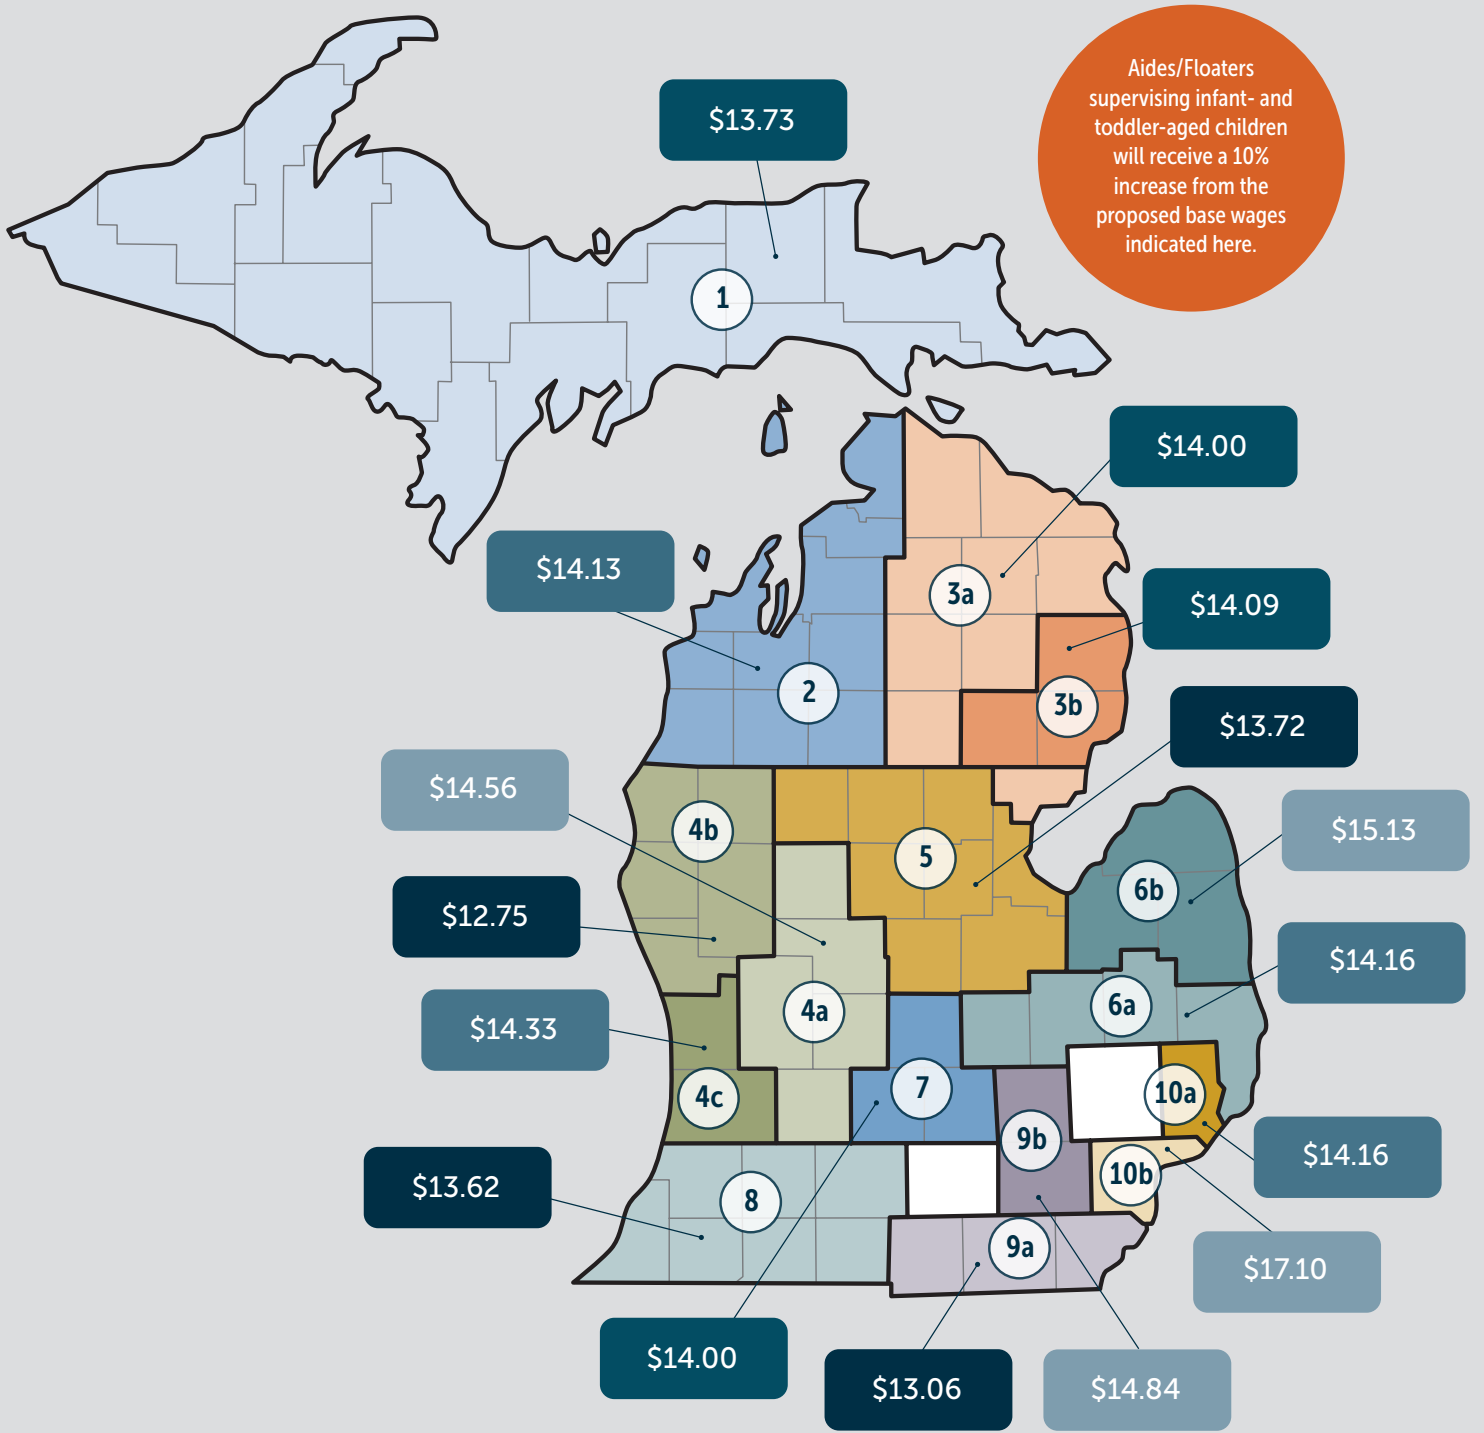 Aides/Floaters
supervising infant- and
toddler-aged children
will receive a 10%
increase from the
proposed base wages
indicated here.
$13.73
1
$14.00
$14.13
3a
$14.09
2
3b
$13.72
$14.56
4b
5
$15.13
6b
$12.75
$14.16
4a
6a
$14.33
4c
7
10a
9b
$14.16
10b
$13.62
8
9a
$17.10
$14.00
$13.06
$14.84